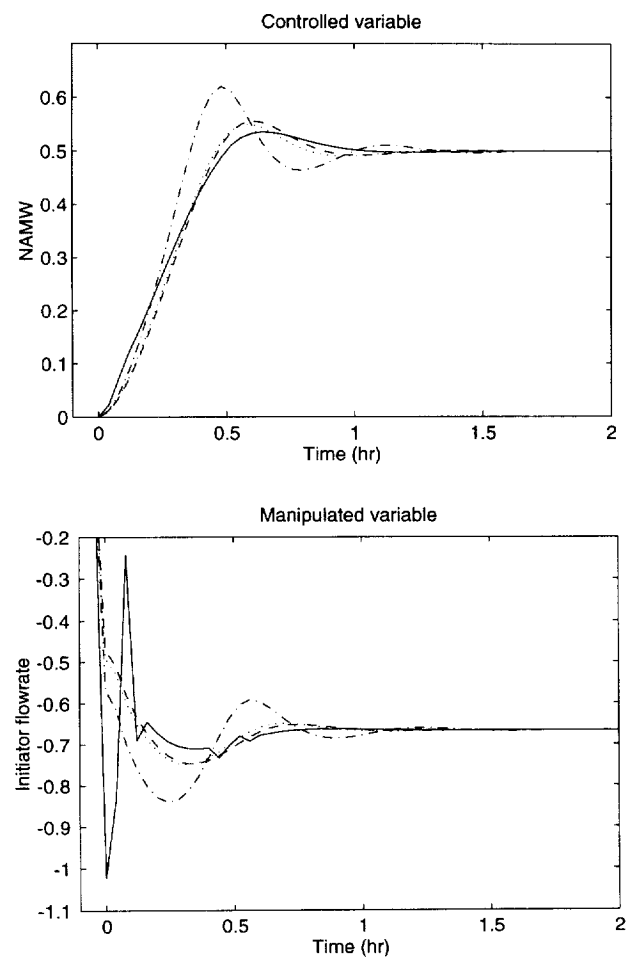 Controlled variable
0.6
0.5
0.4
0.3
0.2
0.1
0
NAMW
0 0.5 1 1.5 2
Time (hr)
Manipulated variable
-0.2
-0.3
-0.4
-0.5
-0.6
-0.7
-0.8
-0.9
-1
-1.1
Initiator flowrate
0 0.5 1 1.5 2
Time (hr)